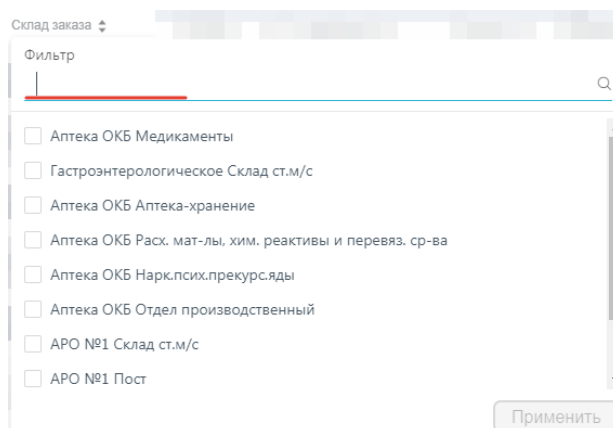 Склад заказа
Фильтр
Аптека ОКБ Медикаменты
Гастроэнтерологическое Склад ст.м/с
Аптека ОКБ Аптека-хранение
Аптека ОКБ Расх. мат-лы, хим. реактивы и перевяз. ср-ва
Аптека ОКБ Нарк.псих.прекурс.яды
Аптека ОКБ Отдел производственный
АРО №1 Склад ст.м/с
АРО №1 Пост
Применить